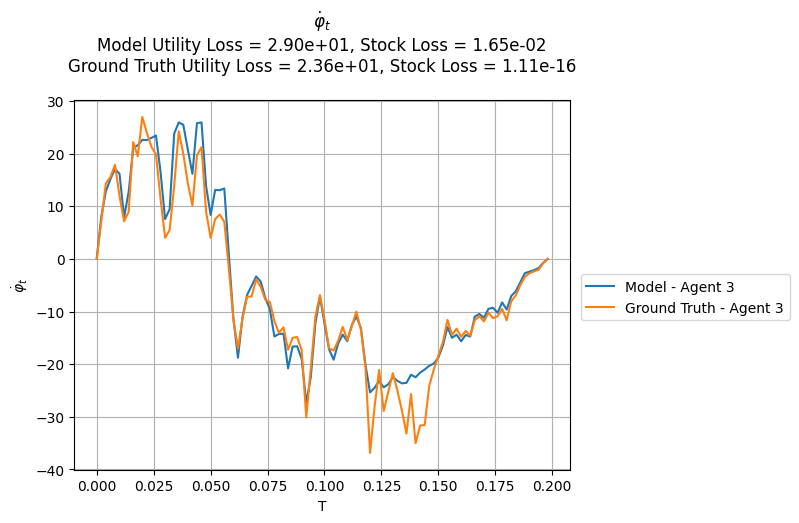 φ̇ₜ
Model Utility Loss = 2.90e+01, Stock Loss = 1.65e-02
Ground Truth Utility Loss = 2.36e+01, Stock Loss = 1.11e-16
30
20
10
0
−10
−20
−30
−40
φ̇ₜ
0.000
0.025
0.050
0.075
0.100
0.125
0.150
0.175
0.200
T
Model - Agent 3
Ground Truth - Agent 3